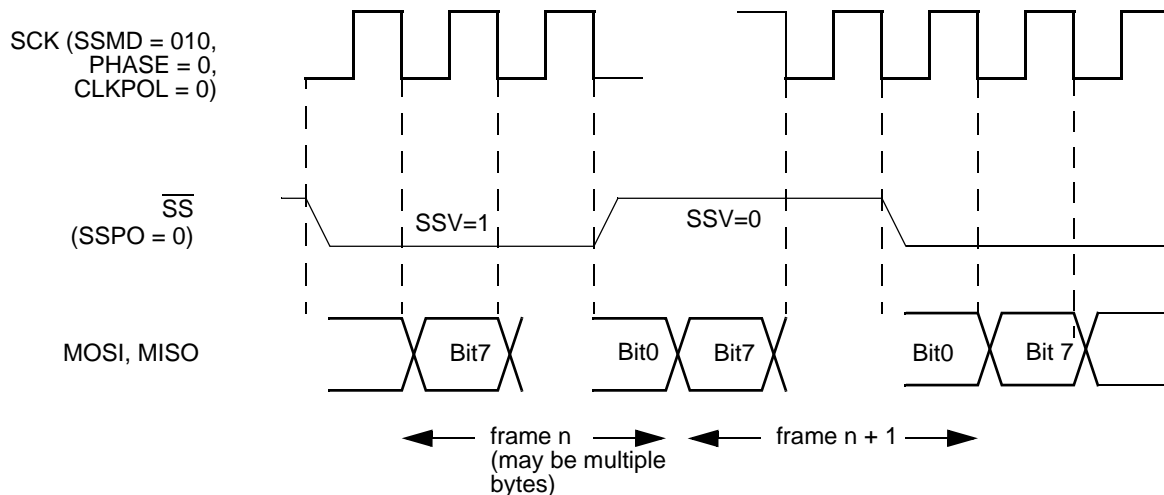 SCK (SSMD = 010,
PHASE = 0,
CLKPOL = 0)
SS
(SSPO = 0)
SSV=1
SSV=0
MOSI, MISO
Bit7
Bit0
Bit7
Bit0
Bit 7
frame n
(may be multiple
bytes)
frame n + 1